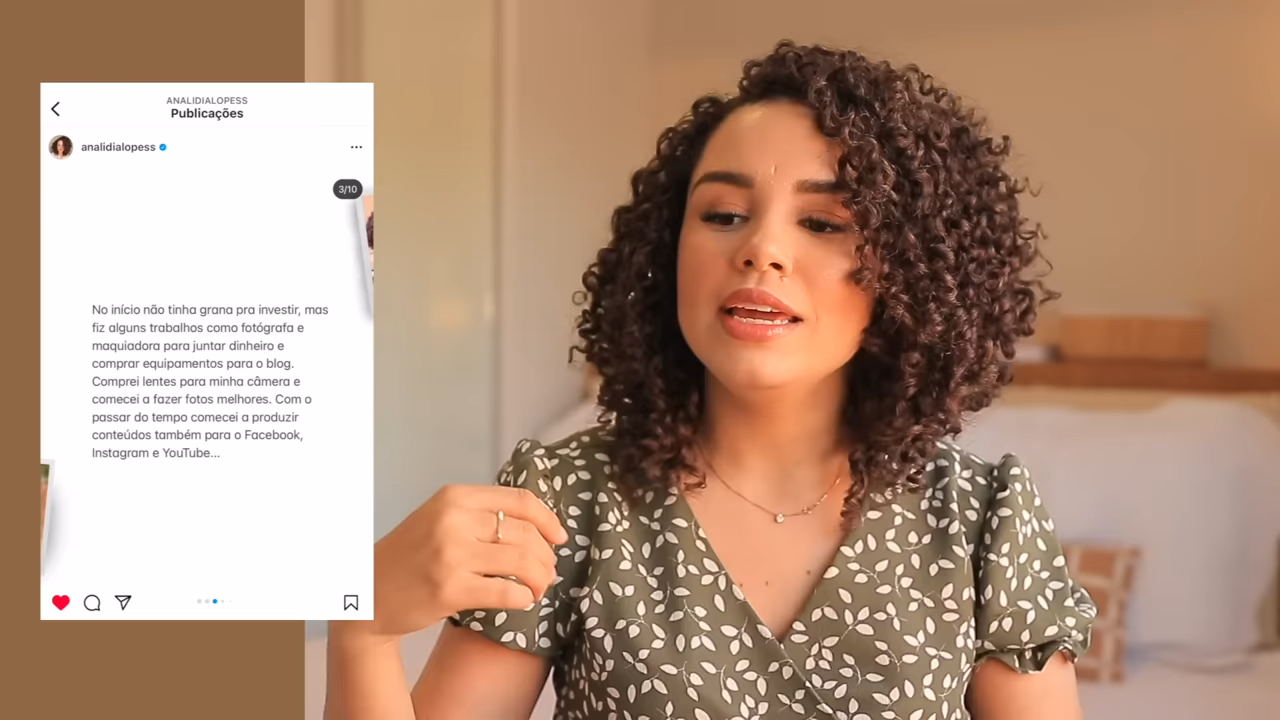 ANALIDIALOPESS
Publicações
analidialopess
3/10
No início não tinha grana pra investir, mas
fiz alguns trabalhos como fotógrafa e
maquiadora para juntar dinheiro e
comprar equipamentos para o blog.
Comprei lentes para minha câmera e
comecei a fazer fotos melhores. Com o
passar do tempo comecei a produzir
conteúdos também para o Facebook,
Instagram e YouTube...